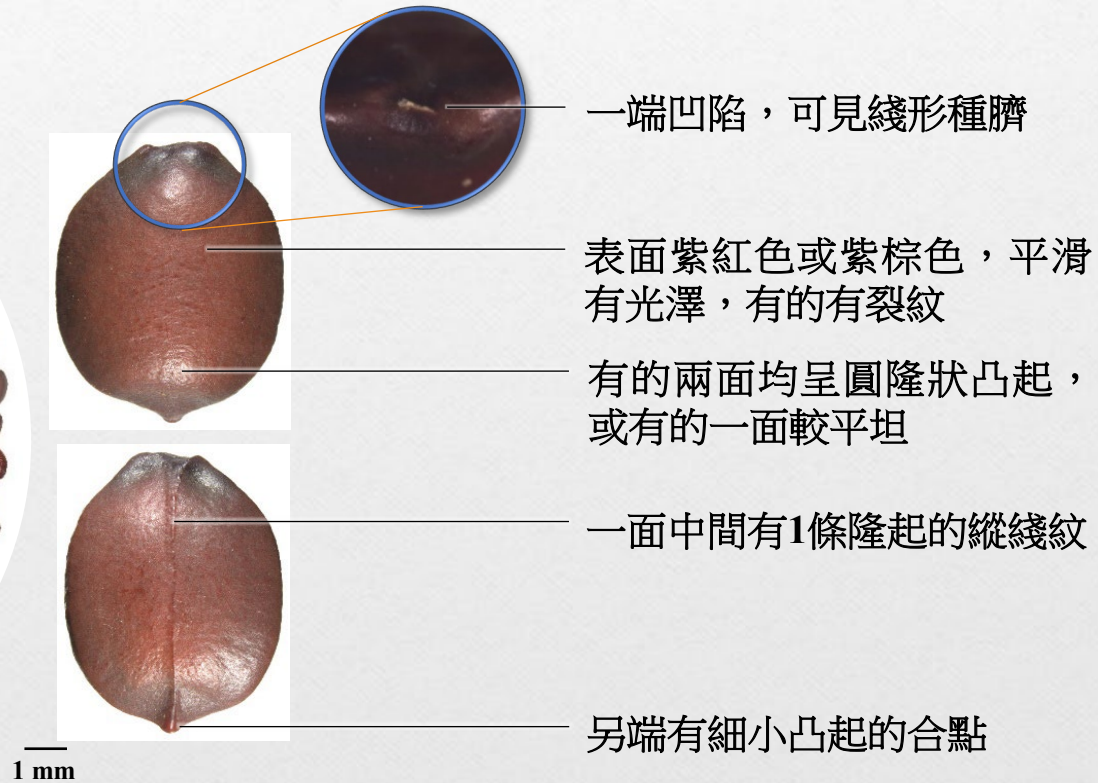 一端凹陷，可見綫形種臍
表面紫紅色或紫棕色，平滑
有光澤，有的有裂紋
有的兩面均呈圓隆狀凸起，
或有的一面較平坦
一面中間有1條隆起的縱綫紋
另端有細小凸起的合點
1 mm